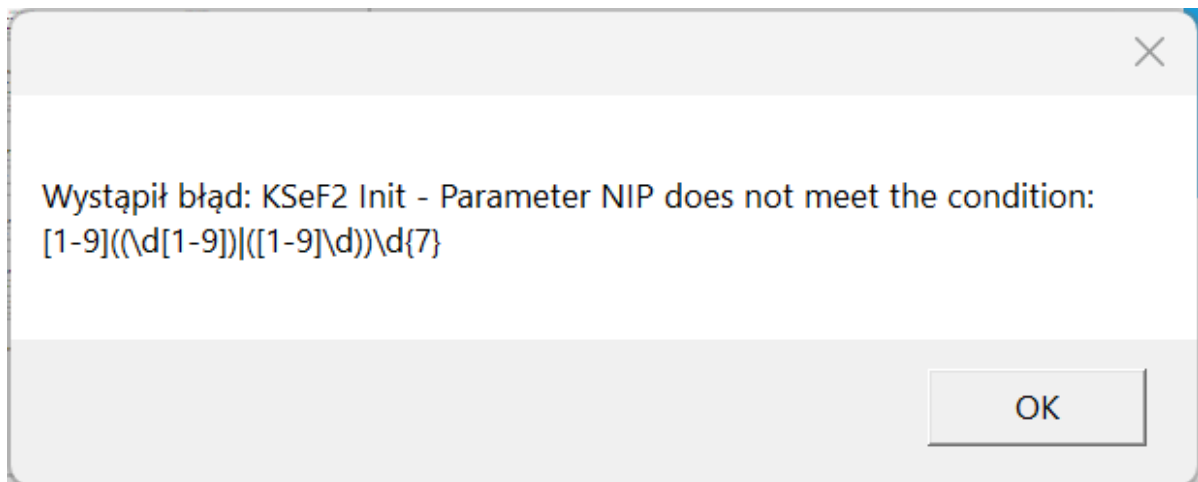 Wystąpił błąd: KSeF2 Init - Parameter NIP does not meet the condition:
[1-9]((\d[1-9])|([1-9]\d))\d{7}
OK